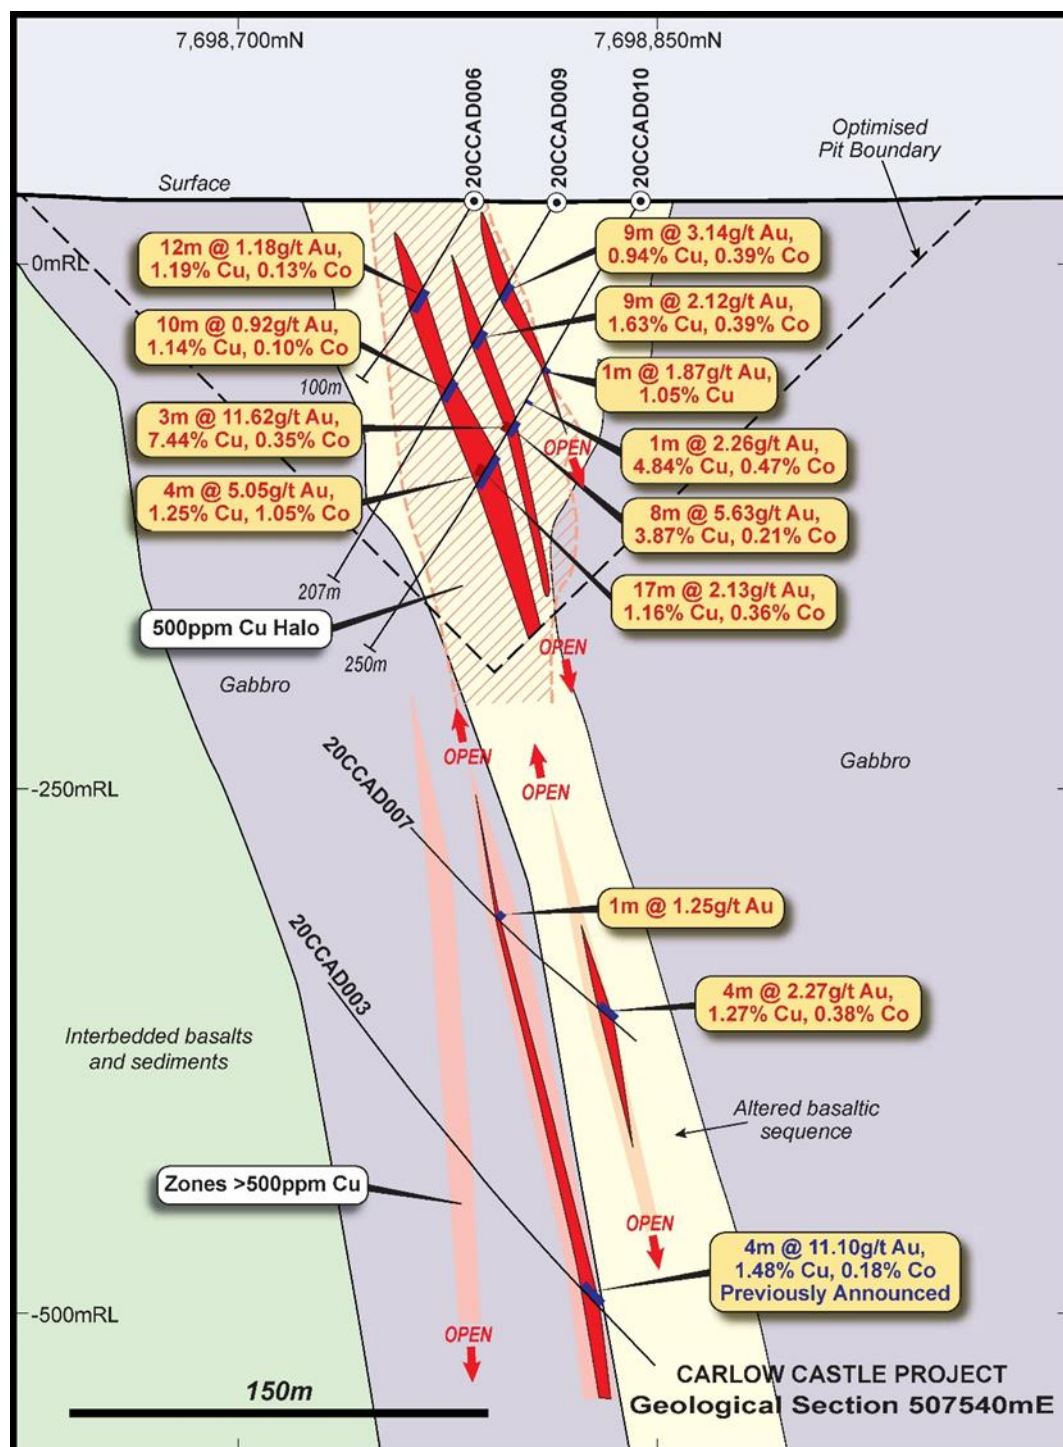 7,698,700mN
7,698,850mN
20CCAD006
20CCAD009
20CCAD010
Optimised
Pit Boundary
Surface
0mRL
12m @ 1.18g/t Au,
1.19% Cu, 0.13% Co
9m @ 3.14g/t Au,
0.94% Cu, 0.39% Co
10m @ 0.92g/t Au,
1.14% Cu, 0.10% Co
9m @ 2.12g/t Au,
1.63% Cu, 0.39% Co
100m
1m @ 1.87g/t Au,
1.05% Cu
3m @ 11.62g/t Au,
7.44% Cu, 0.35% Co
OPEN
1m @ 2.26g/t Au,
4.84% Cu, 0.47% Co
4m @ 5.05g/t Au,
1.25% Cu, 1.05% Co
8m @ 5.63g/t Au,
3.87% Cu, 0.21% Co
207m
17m @ 2.13g/t Au,
1.16% Cu, 0.36% Co
500ppm Cu Halo
250m
OPEN
Gabbro
OPEN
OPEN
Gabbro
-250mRL
20CCAD007
1m @ 1.25g/t Au
20CCAD003
4m @ 2.27g/t Au,
1.27% Cu, 0.38% Co
Interbedded basalts
and sediments
Altered basaltic
sequence
Zones >500ppm Cu
OPEN
4m @ 11.10g/t Au,
1.48% Cu, 0.18% Co
Previously Announced
-500mRL
OPEN
150m
CARLOW CASTLE PROJECT
Geological Section 507540mE